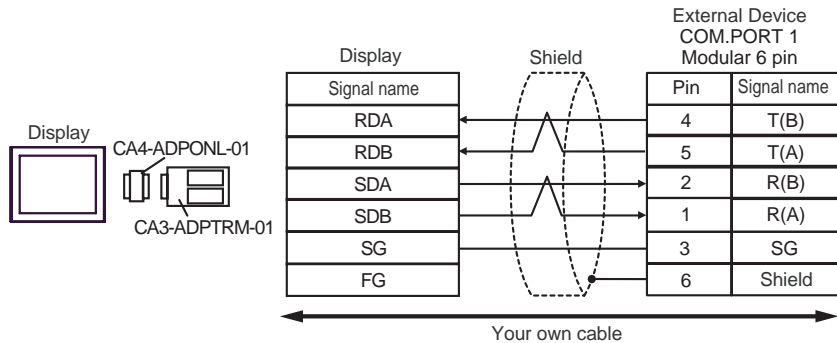 External Device
COM.PORT 1
Modular 6 pin
Display
Shield
Signal name
Pin
Signal name
RDA
4
T(B)
RDB
5
T(A)
SDA
2
R(B)
SDB
1
R(A)
SG
3
SG
FG
6
Shield
Display
CA4-ADPONL-01
CA3-ADPTRM-01
Your own cable